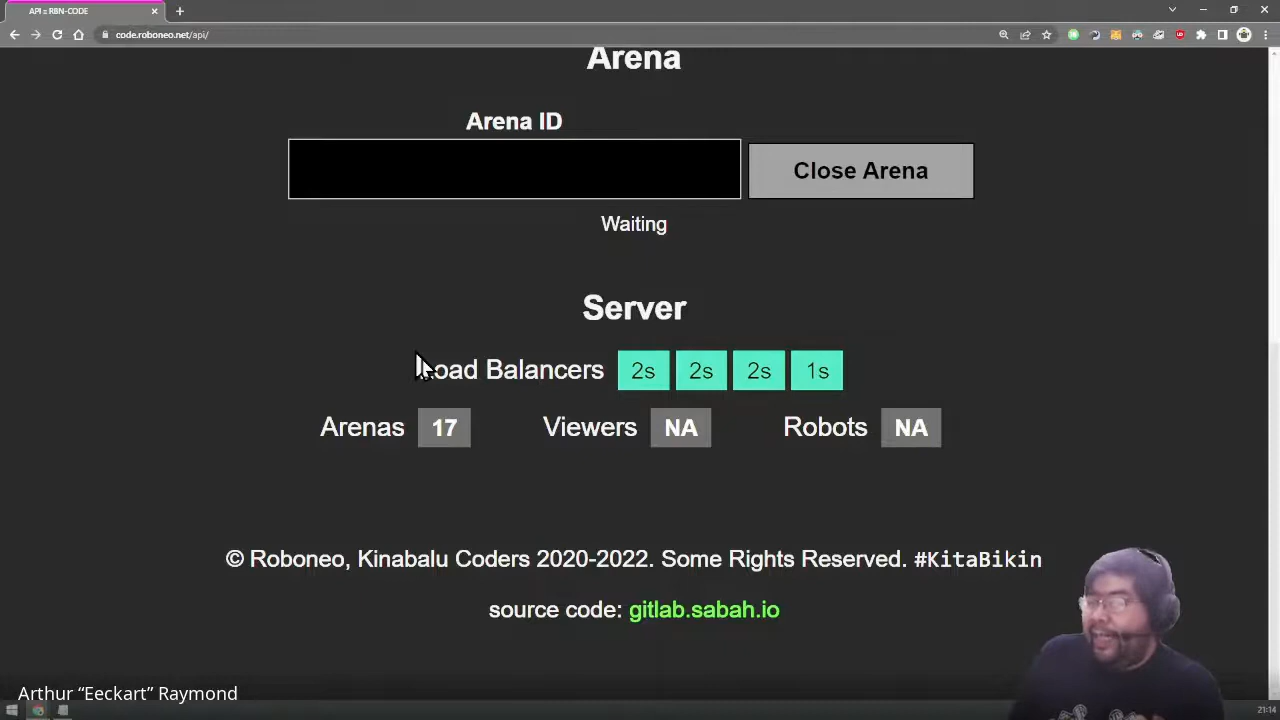 API :: RBN-CODE
code.roboneo.net/api/
Arena
Arena ID
Close Arena
Waiting
Server
Load Balancers 2s 2s 2s 1s
Arenas 17 Viewers NA Robots NA
© Roboneo, Kinabalu Coders 2020-2022. Some Rights Reserved. #KitaBikin
source code: gitlab.sabah.io
Arthur “Eeckart” Raymond
21:14